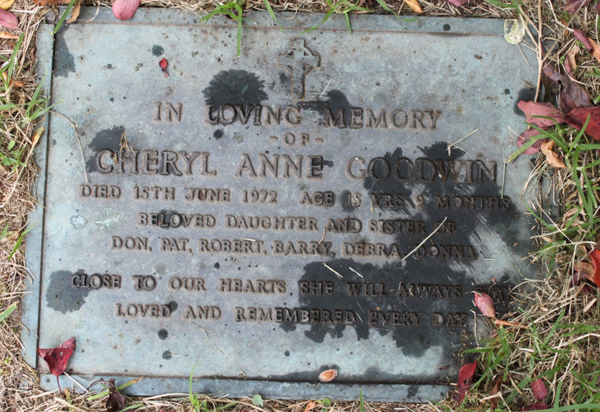 IN LOVING MEMORY
- OF -
CHERYL ANNE GOODWIN
DIED 15TH JUNE 1972 AGE 15 YRS 9 MONTHS
BELOVED DAUGHTER AND SISTER OF
DON, PAT, ROBERT, BARRY, DEBRA, DONNA
CLOSE TO OUR HEARTS SHE WILL ALWAYS
LOVED AND REMEMBERED EVERY DAY